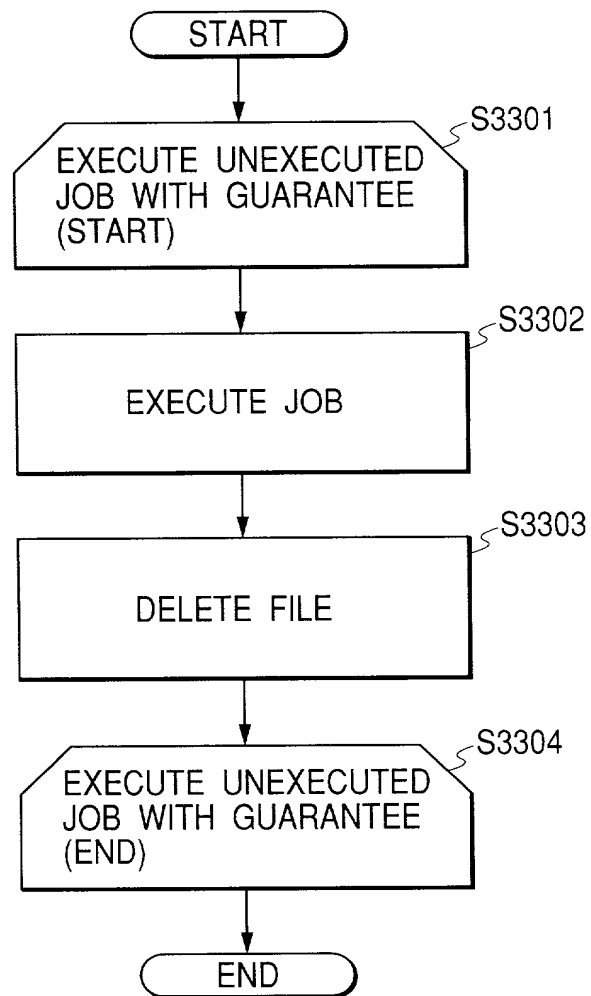 START
S3301
EXECUTE UNEXECUTED
JOB WITH GUARANTEE
(START)
S3302
EXECUTE JOB
S3303
DELETE FILE
S3304
EXECUTE UNEXECUTED
JOB WITH GUARANTEE
(END)
END